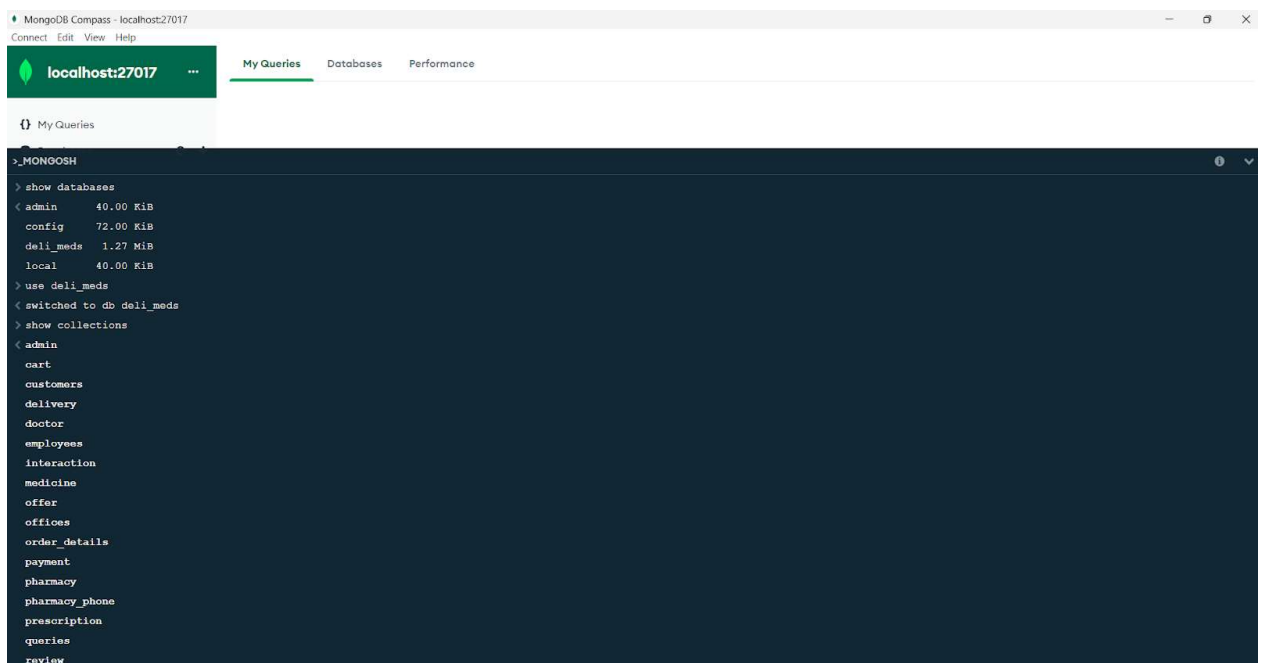 MongoDB Compass - localhost:27017
Connect Edit View Help
localhost:27017 ...
My Queries Databases Performance
{} My Queries
>_MONGOSH
> show databases
< admin 40.00 KiB
config 72.00 KiB
deli_meds 1.27 MiB
local 40.00 KiB
> use deli_meds
< switched to db deli_meds
> show collections
< admin
cart
customers
delivery
doctor
employees
interaction
medicine
offer
offices
order_details
payment
pharmacy
pharmacy_phone
prescription
queries
review